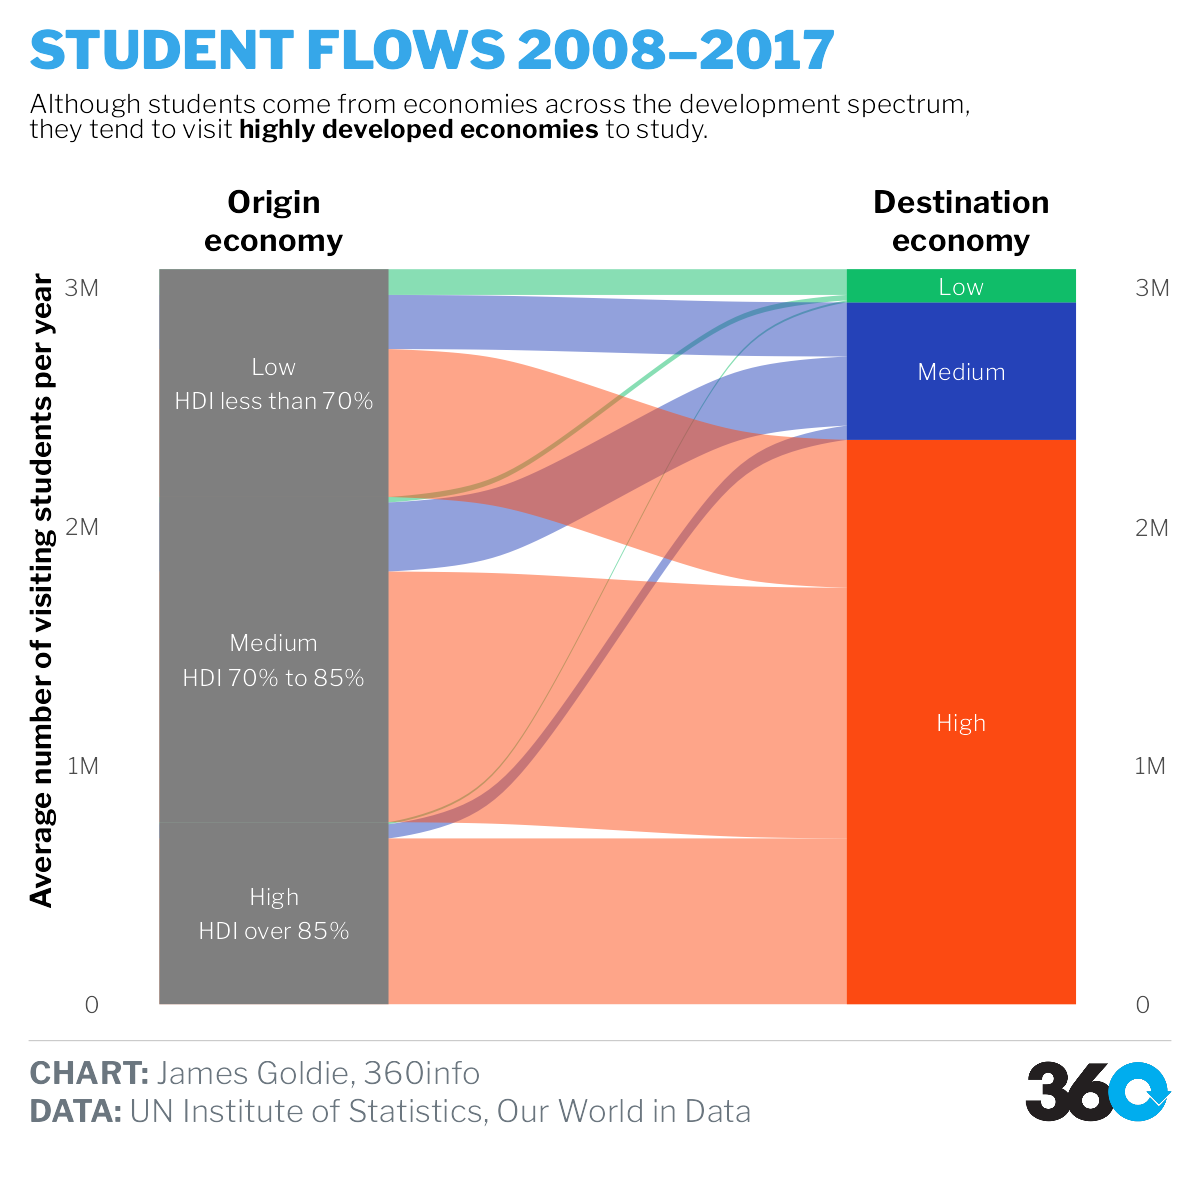 STUDENT FLOWS 2008–2017
Although students come from economies across the development spectrum,
they tend to visit highly developed economies to study.
Origin
economy
Destination
economy
Average number of visiting students per year
3M
2M
1M
0
Low
HDI less than 70%
Medium
HDI 70% to 85%
High
HDI over 85%
Low
Medium
High
3M
2M
1M
0
CHART: James Goldie, 360info
DATA: UN Institute of Statistics, Our World in Data
360